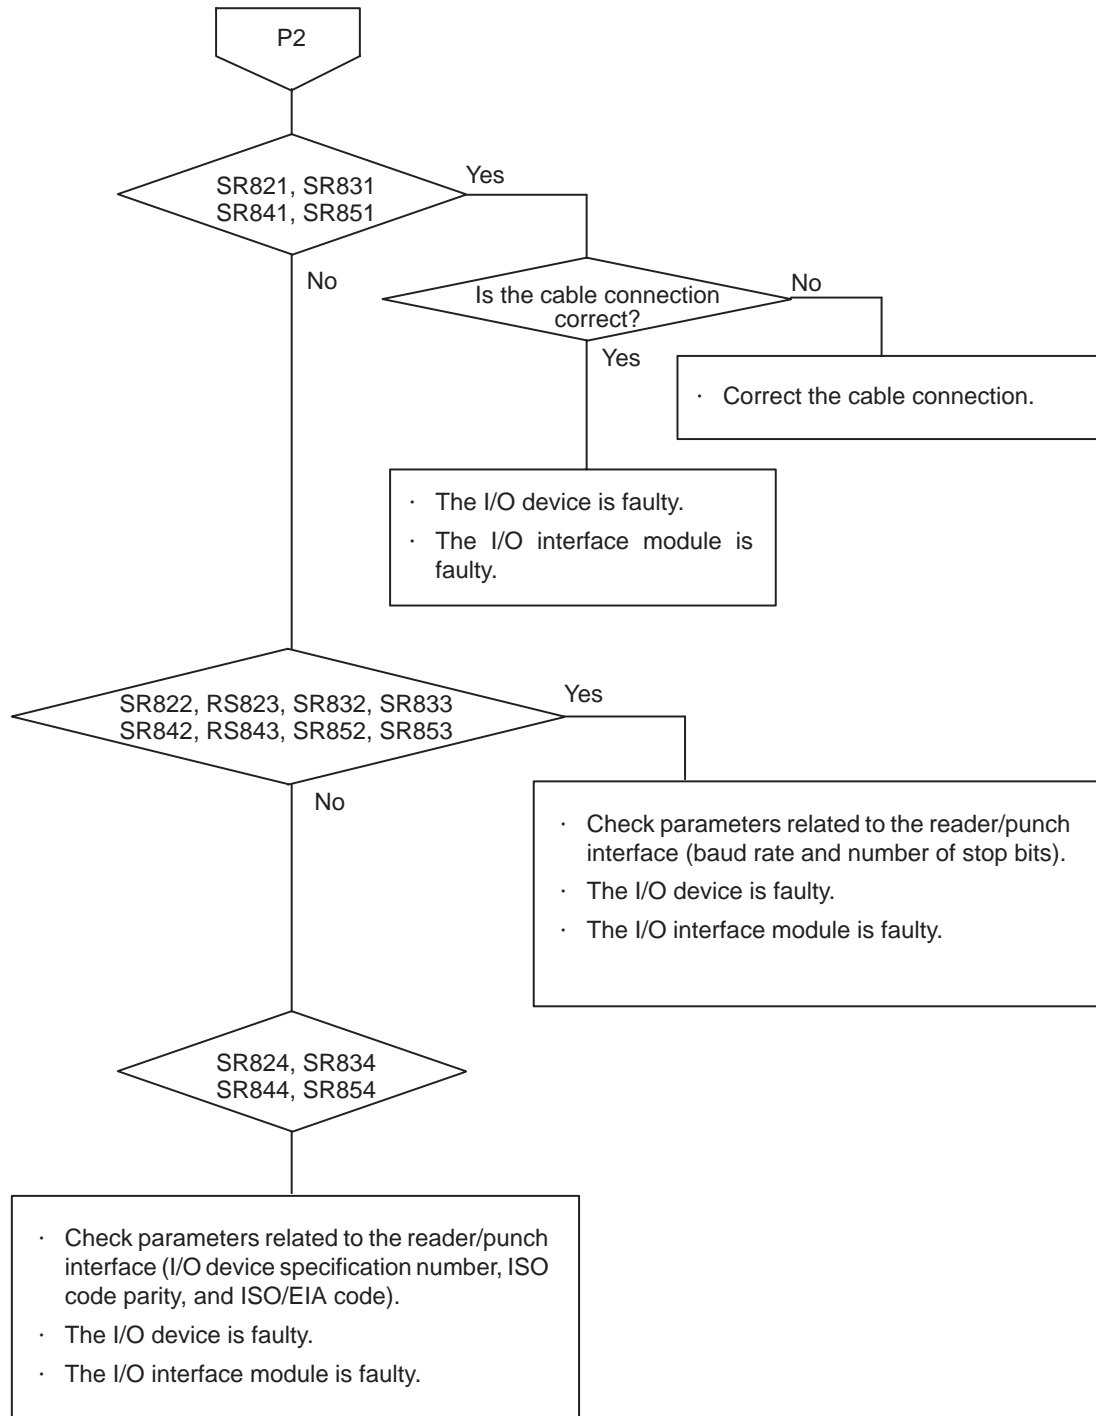 P2
SR821, SR831
SR841, SR851
Yes
No
Is the cable connection
correct?
No
Yes
· Correct the cable connection.
· The I/O device is faulty.
· The I/O interface module is
faulty.
SR822, RS823, SR832, SR833
SR842, RS843, SR852, SR853
Yes
No
· Check parameters related to the reader/punch
interface (baud rate and number of stop bits).
· The I/O device is faulty.
· The I/O interface module is faulty.
SR824, SR834
SR844, SR854
· Check parameters related to the reader/punch
interface (I/O device specification number, ISO
code parity, and ISO/EIA code).
· The I/O device is faulty.
· The I/O interface module is faulty.